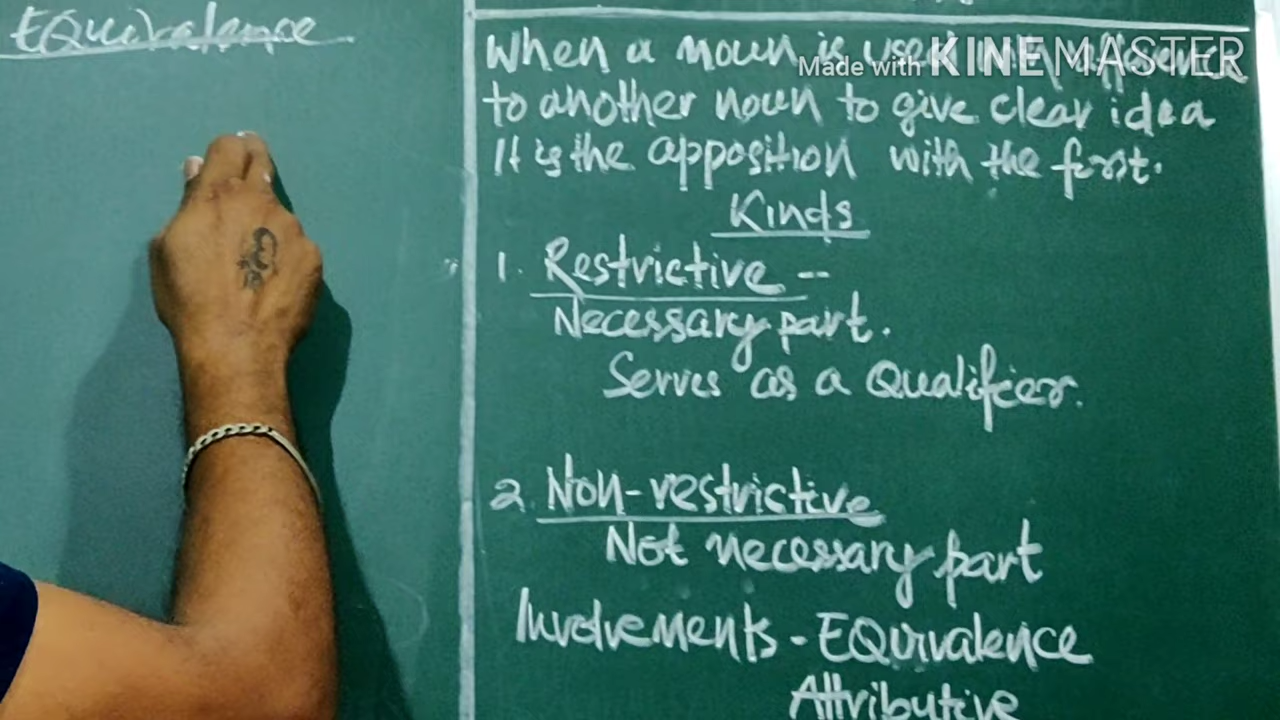 Equivalence
When a noun is used
Made with KINEMASTER
to another noun to give clear idea
It is the apposition with the first.
Kinds
1. Restrictive --
Necessary part.
Serves as a Qualifier.
2. Non-restrictive
Not necessary part
Involvements - EQuivalence
Attributive